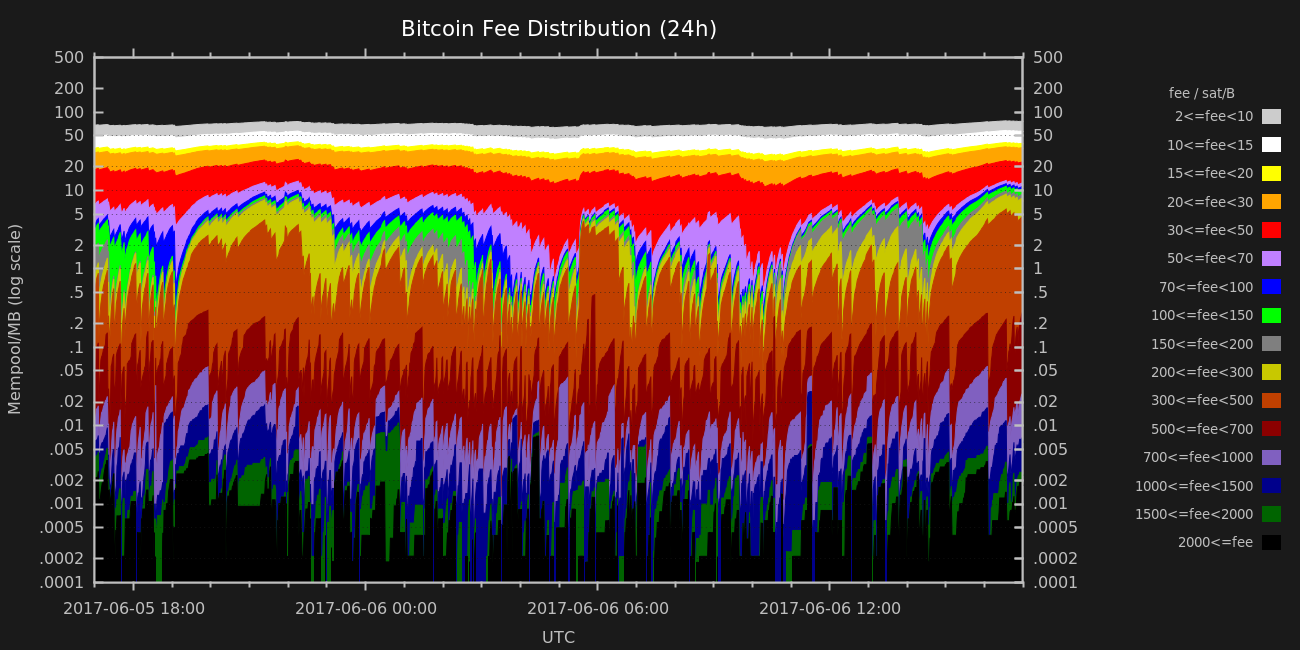 Bitcoin Fee Distribution (24h)
Mempool/MB (log scale)
500
200
100
50
20
10
5
2
1
.5
.2
.1
.05
.02
.01
.005
.002
.001
.0005
.0002
.0001
500
200
100
50
20
10
5
2
1
.5
.2
.1
.05
.02
.01
.005
.002
.001
.0005
.0002
.0001
2017-06-05 18:00
2017-06-06 00:00
2017-06-06 06:00
2017-06-06 12:00
UTC
fee / sat/B
2<=fee<10
10<=fee<15
15<=fee<20
20<=fee<30
30<=fee<50
50<=fee<70
70<=fee<100
100<=fee<150
150<=fee<200
200<=fee<300
300<=fee<500
500<=fee<700
700<=fee<1000
1000<=fee<1500
1500<=fee<2000
2000<=fee